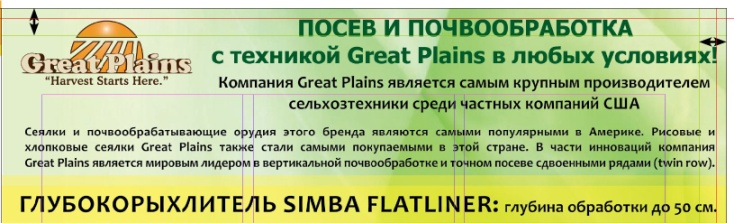 Great Plains
"Harvest Starts Here."
ПОСЕВ И ПОЧВООБРАБОТКА
с техникой Great Plains в любых условиях!
Компания Great Plains является самым крупным производителем
сельхозтехники среди частных компаний США
Сеялки и почвообрабатывающие орудия этого бренда являются самыми популярными в Америке. Рисовые и
хлопковые сеялки Great Plains также стали самыми покупаемыми в этой стране. В части инноваций компания
Great Plains является мировым лидером в вертикальной почвообработке и точном посеве сдвоенными рядами (twin row).
ГЛУБОКОРЫХЛИТЕЛЬ SIMBA FLATLINER: глубина обработки до 50 см.